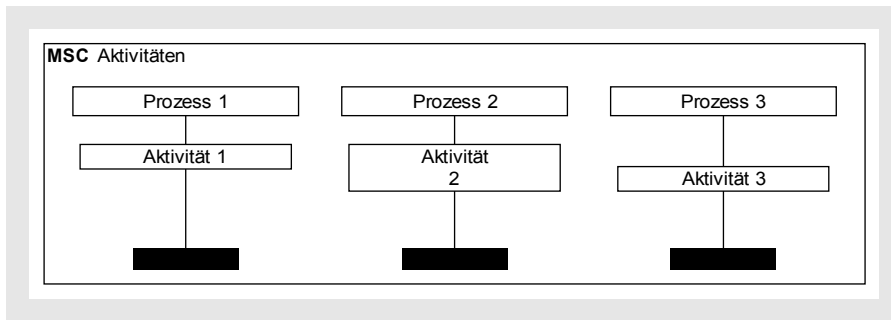 MSC Aktivitäten
Prozess 1
Prozess 2
Prozess 3
Aktivität 1
Aktivität
2
Aktivität 3